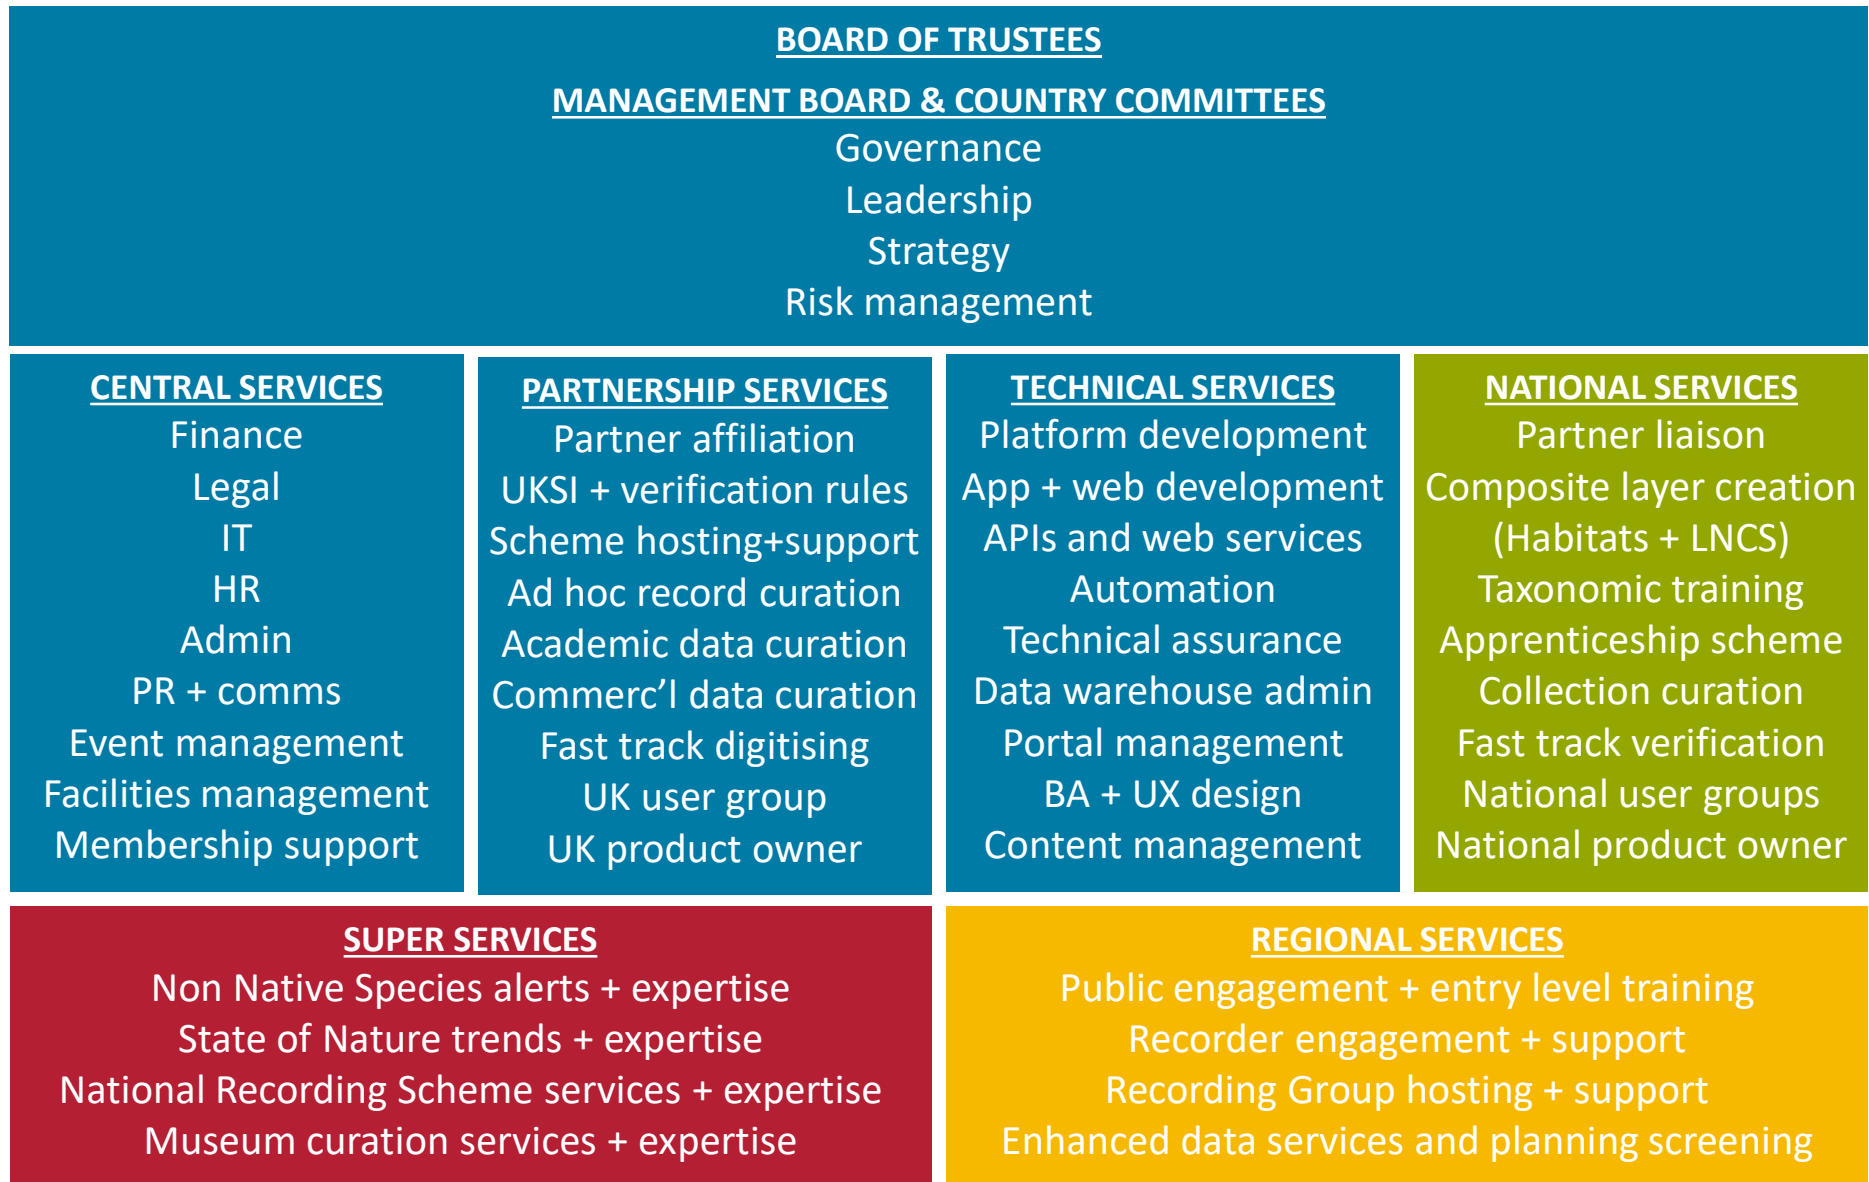 BOARD OF TRUSTEES
MANAGEMENT BOARD & COUNTRY COMMITTEES
Governance
Leadership
Strategy
Risk management
CENTRAL SERVICES
Finance
Legal
IT
HR
Admin
PR + comms
Event management
Facilities management
Membership support
PARTNERSHIP SERVICES
Partner affiliation
UKSI + verification rules
Scheme hosting+support
Ad hoc record curation
Academic data curation
Commerc’l data curation
Fast track digitising
UK user group
UK product owner
TECHNICAL SERVICES
Platform development
App + web development
APIs and web services
Automation
Technical assurance
Data warehouse admin
Portal management
BA + UX design
Content management
NATIONAL SERVICES
Partner liaison
Composite layer creation
(Habitats + LNCS)
Taxonomic training
Apprenticeship scheme
Collection curation
Fast track verification
National user groups
National product owner
SUPER SERVICES
Non Native Species alerts + expertise
State of Nature trends + expertise
National Recording Scheme services + expertise
Museum curation services + expertise
REGIONAL SERVICES
Public engagement + entry level training
Recorder engagement + support
Recording Group hosting + support
Enhanced data services and planning screening